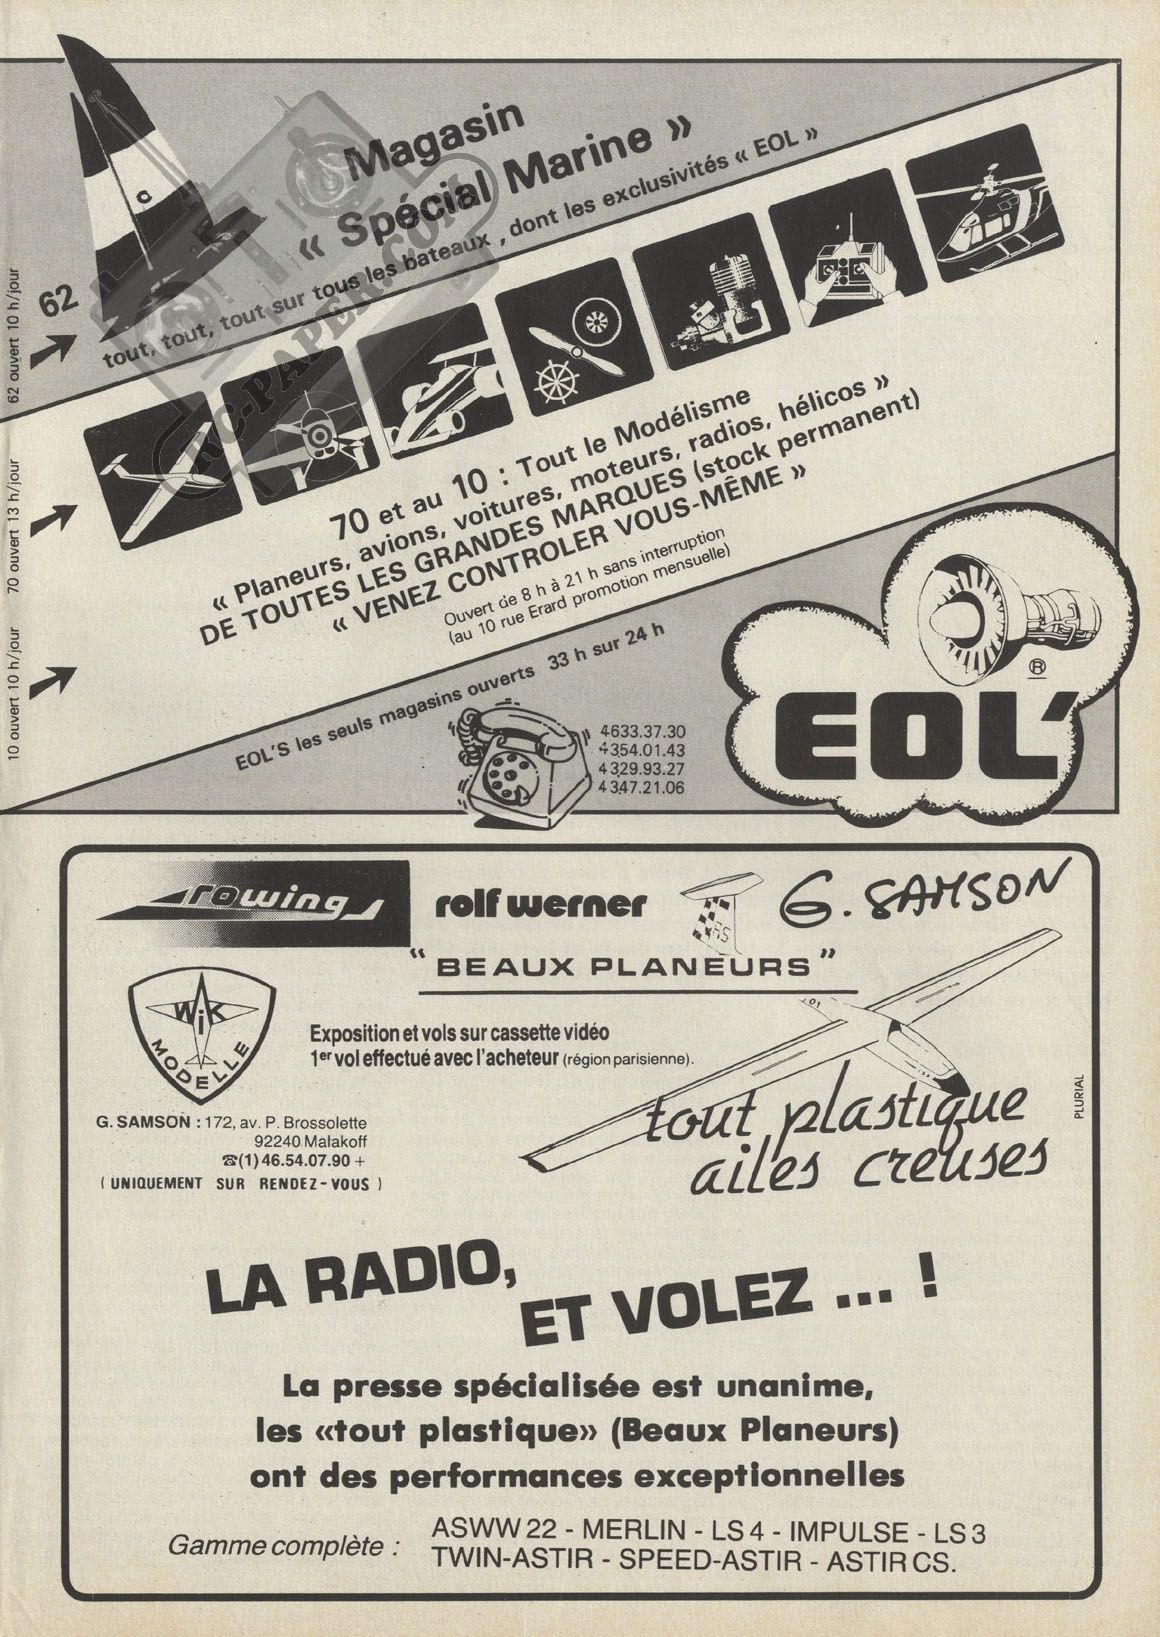 Magasin
« Spécial Marine »
62
tout, tout, tout sur tous les bateaux, dont les exclusivités « EOL »
RC-PAPER.COM
62 ouvert 10 h/jour
70 ouvert 13 h/jour
10 ouvert 10 h/jour
70 et au 10 : Tout le Modélisme
« Planeurs, avions, voitures, moteurs, radios, hélicos »
DE TOUTES LES GRANDES MARQUES (stock permanent)
« VENEZ CONTROLER VOUS-MÊME »
Ouvert de 8 h à 21 h sans interruption
(au 10 rue Erard promotion mensuelle)
EOL'S les seuls magasins ouverts 33 h sur 24 h
4633.37.30
4354.01.43
4329.93.27
4347.21.06
®
EOL'
rowing
rolf werner
RS
G. SAMSON
"BEAUX PLANEURS"
WiK
MODELLE
Exposition et vols sur cassette vidéo
1er vol effectué avec l'acheteur (région parisienne).
G. SAMSON : 172, av. P. Brossolette
92240 Malakoff
☎(1) 46.54.07.90 +
(UNIQUEMENT SUR RENDEZ-VOUS)
tout plastique
ailes creuses
PLURIAL
LA RADIO,
ET VOLEZ ... !
La presse spécialisée est unanime,
les «tout plastique» (Beaux Planeurs)
ont des performances exceptionnelles
Gamme complète :
ASWW 22 - MERLIN - LS 4 - IMPULSE - LS 3
TWIN-ASTIR - SPEED-ASTIR - ASTIR CS.